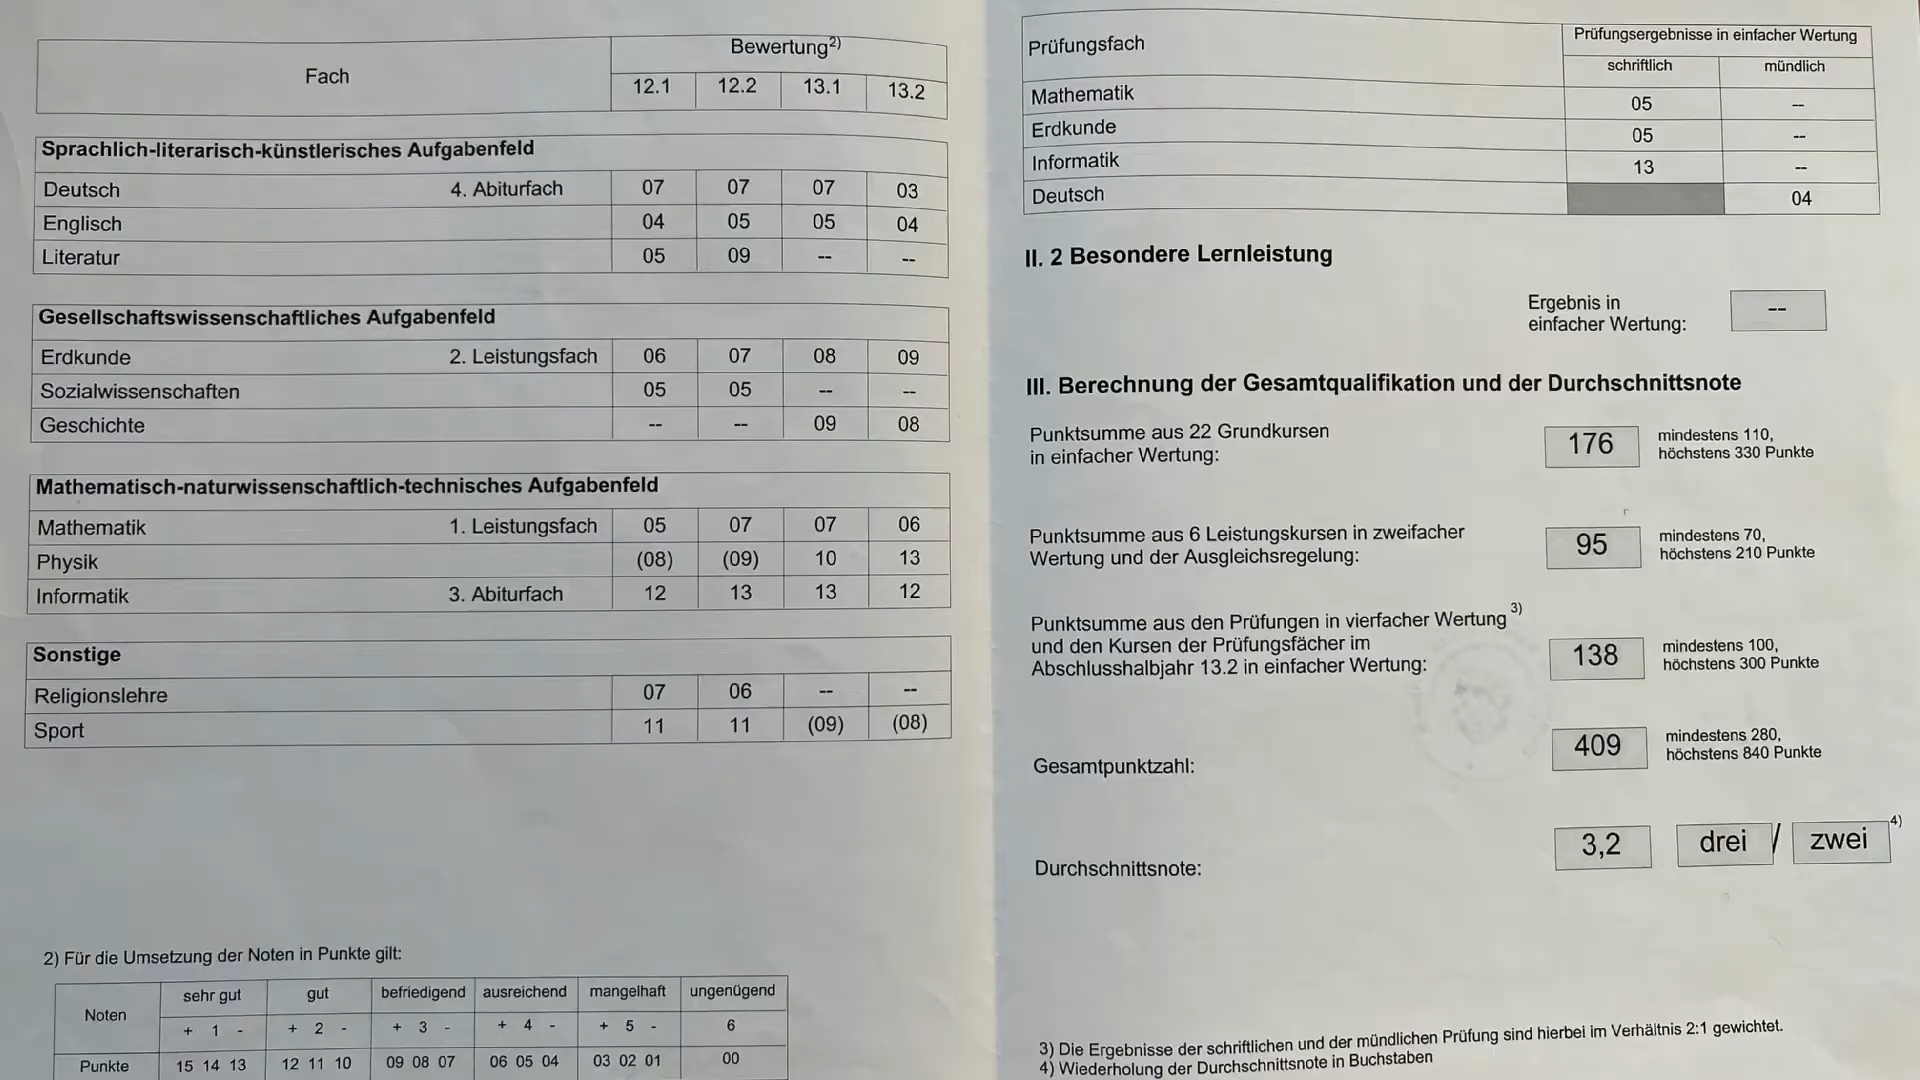 Fach Bewertung2)
12.1 12.2 13.1 13.2
Sprachlich-literarisch-künstlerisches Aufgabenfeld
Deutsch 4. Abiturfach 07 07 07 03
Englisch 04 05 05 04
Literatur 05 09 -- --
Gesellschaftswissenschaftliches Aufgabenfeld
Erdkunde 2. Leistungsfach 06 07 08 09
Sozialwissenschaften 05 05 -- --
Geschichte -- -- 09 08
Mathematisch-naturwissenschaftlich-technisches Aufgabenfeld
Mathematik 1. Leistungsfach 05 07 07 06
Physik (08) (09) 10 13
Informatik 3. Abiturfach 12 13 13 12
Sonstige
Religionslehre 07 06 -- --
Sport 11 11 (09) (08)
2) Für die Umsetzung der Noten in Punkte gilt:
Noten sehr gut gut befriedigend ausreichend mangelhaft ungenügend
+ 1 - + 2 - + 3 - + 4 - + 5 - 6
Punkte 15 14 13 12 11 10 09 08 07 06 05 04 03 02 01 00
Prüfungsfach Prüfungsergebnisse in einfacher Wertung
schriftlich mündlich
Mathematik 05 --
Erdkunde 05 --
Informatik 13 --
Deutsch 04
II. 2 Besondere Lernleistung
Ergebnis in
einfacher Wertung: --
III. Berechnung der Gesamtqualifikation und der Durchschnittsnote
Punktsumme aus 22 Grundkursen
in einfacher Wertung: 176 mindestens 110,
höchstens 330 Punkte
Punktsumme aus 6 Leistungskursen in zweifacher
Wertung und der Ausgleichsregelung: 95 mindestens 70,
höchstens 210 Punkte
Punktsumme aus den Prüfungen in vierfacher Wertung 3)
und den Kursen der Prüfungsfächer im
Abschlusshalbjahr 13.2 in einfacher Wertung: 138 mindestens 100,
höchstens 300 Punkte
Gesamtpunktzahl: 409 mindestens 280,
höchstens 840 Punkte
Durchschnittsnote: 3,2 drei / zwei 4)
3) Die Ergebnisse der schriftlichen und der mündlichen Prüfung sind hierbei im Verhältnis 2:1 gewichtet.
4) Wiederholung der Durchschnittsnote in Buchstaben